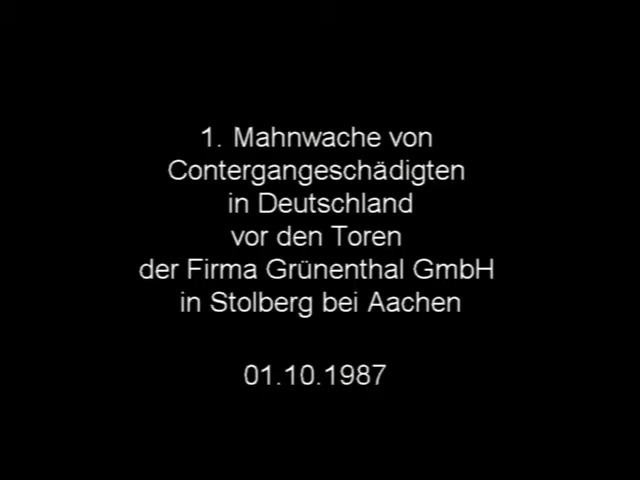 1. Mahnwache von
Contergangeschädigten
in Deutschland
vor den Toren
der Firma Grünenthal GmbH
in Stolberg bei Aachen
01.10.1987